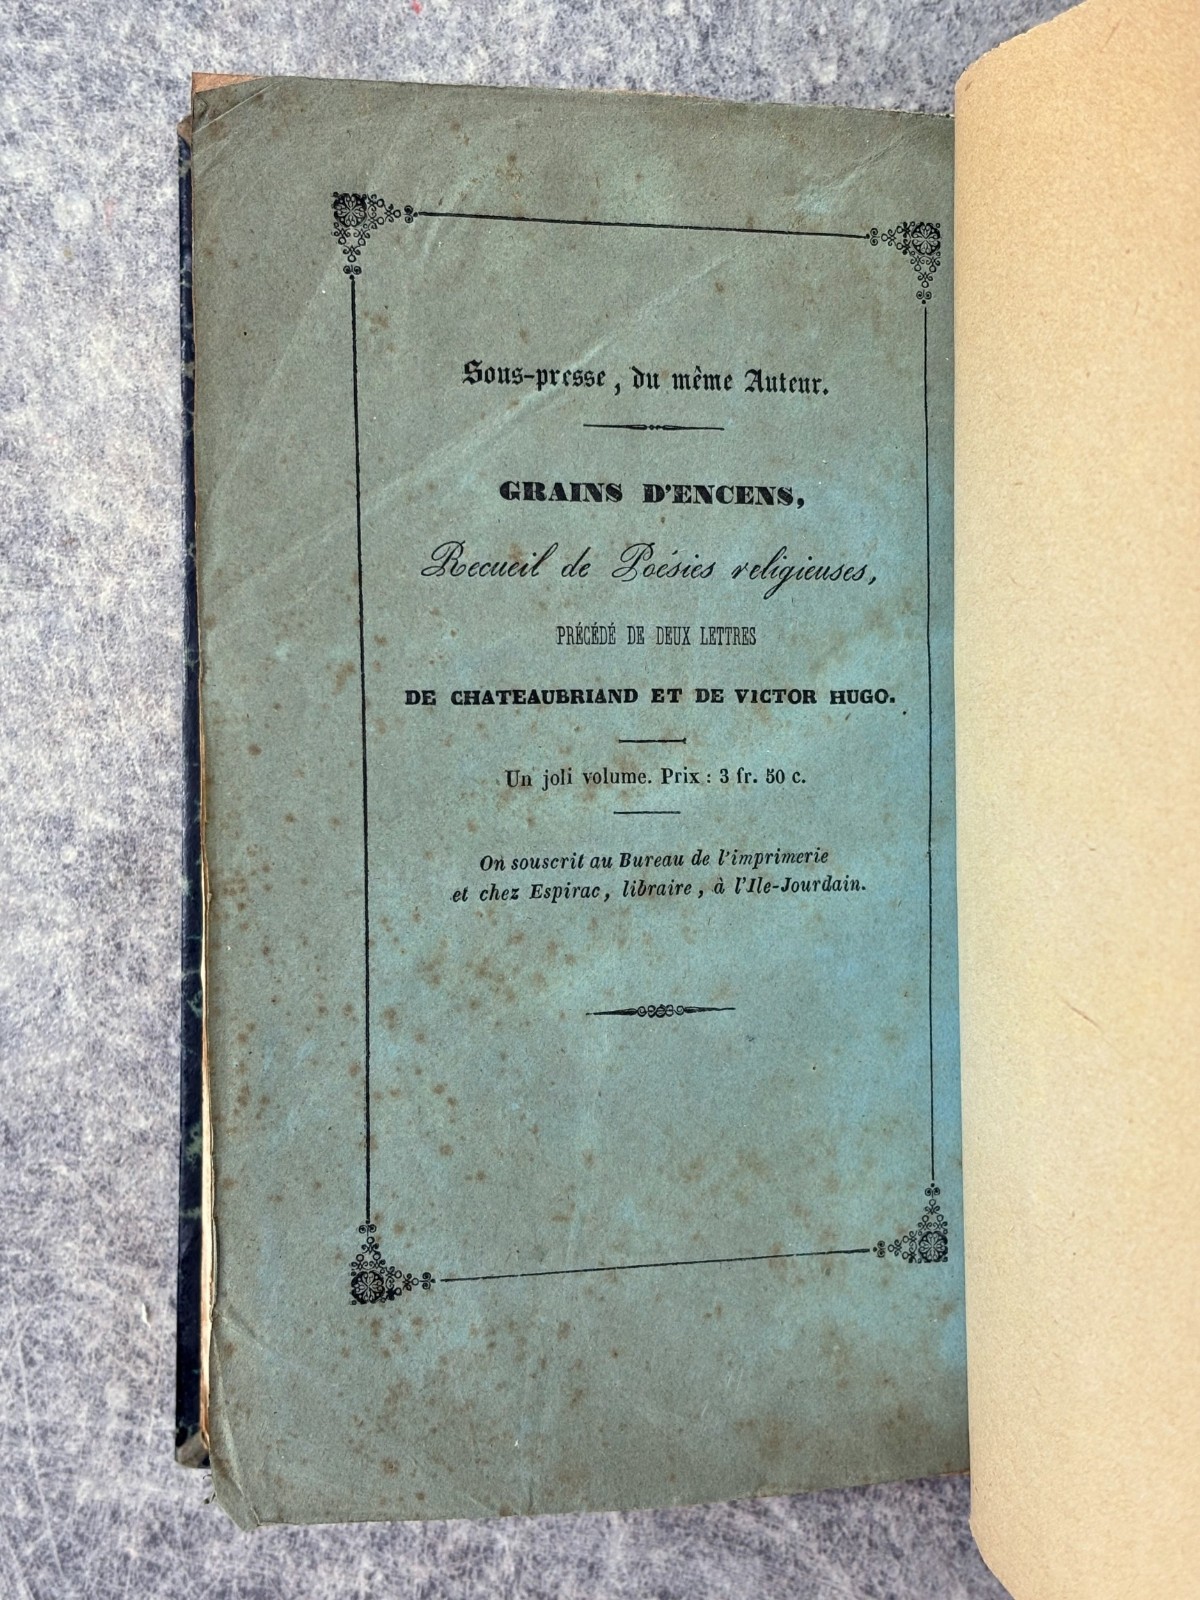 Sous-presse, du même Auteur.
GRAINS D'ENCENS,
Recueil de Poésies religieuses,
PRÉCÉDÉ DE DEUX LETTRES
DE CHATEAUBRIAND ET DE VICTOR HUGO.
Un joli volume. Prix : 3 fr. 50 c.
On souscrit au Bureau de l'imprimerie
et chez Espirac, libraire, à l'Ile-Jourdain.